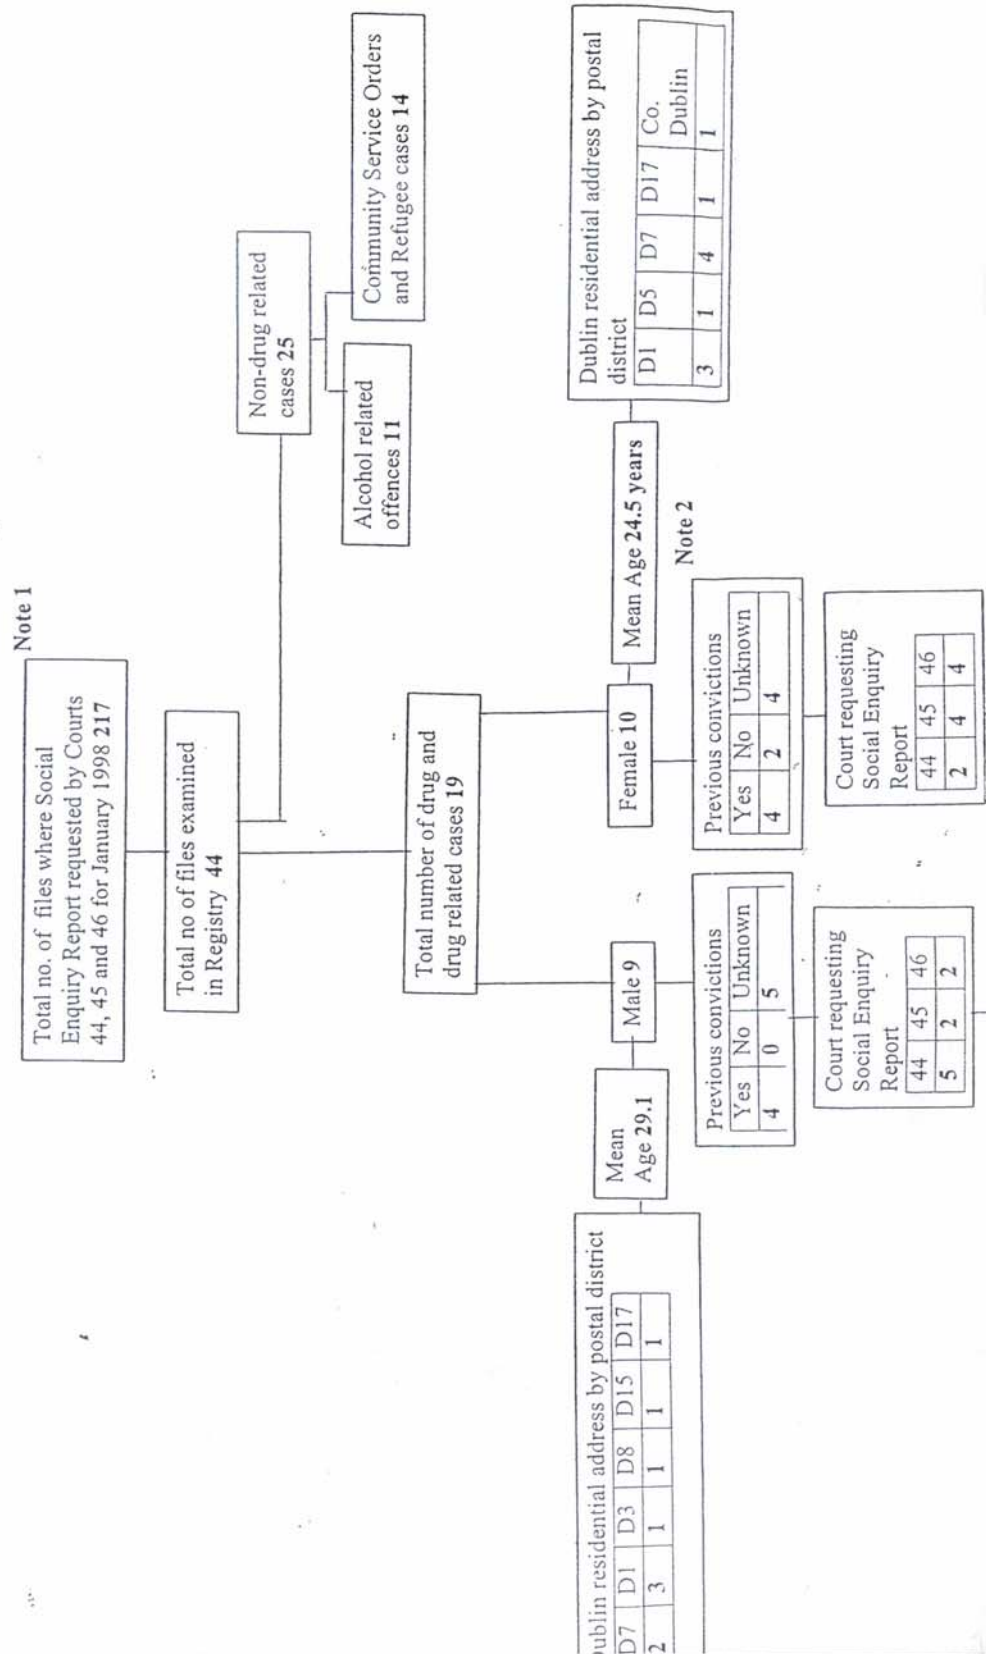 Note 1
Total no. of files where Social
Enquiry Report requested by Courts
44, 45 and 46 for January 1998 217
Total no of files examined
in Registry 44
Non-drug related
cases 25
Alcohol related
offences 11
Community Service Orders
and Refugee cases 14
Total number of drug and
drug related cases 19
Male 9
Female 10
Mean
Age 29.1
Mean Age 24.5 years
Note 2
ublin residential address by postal district
D7 D1 D3 D8 D15 D17
2 3 1 1 1 1
Dublin residential address by postal
district
D1 D5 D7 D17 Co.
Dublin
3 1 4 1 1
Previous convictions
Yes No Unknown
4 0 5
Previous convictions
Yes No Unknown
4 2 4
Court requesting
Social Enquiry
Report
44 45 46
5 2 2
Court requesting
Social Enquiry
Report
44 45 46
2 4 4